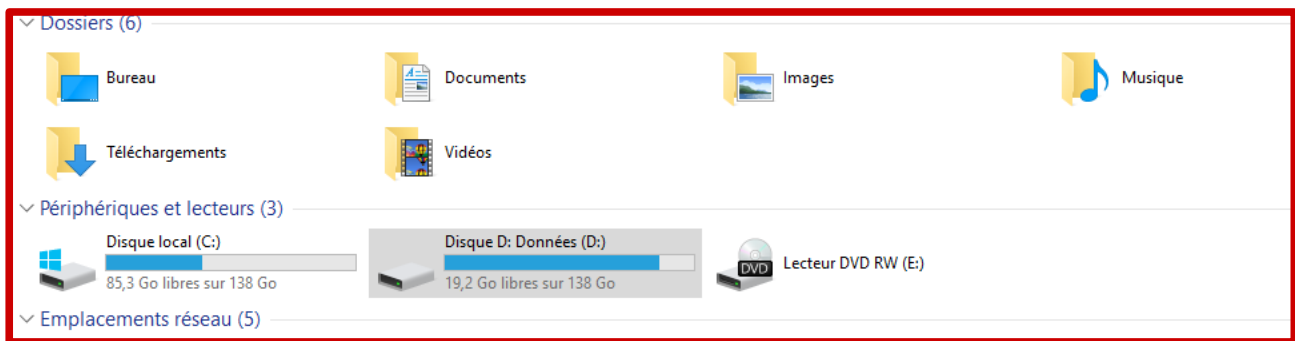 Dossiers (6)
Bureau
Documents
Images
Musique
Téléchargements
Vidéos
Périphériques et lecteurs (3)
Disque local (C:)
85,3 Go libres sur 138 Go
Disque D: Données (D:)
19,2 Go libres sur 138 Go
DVD
Lecteur DVD RW (E:)
Emplacements réseau (5)